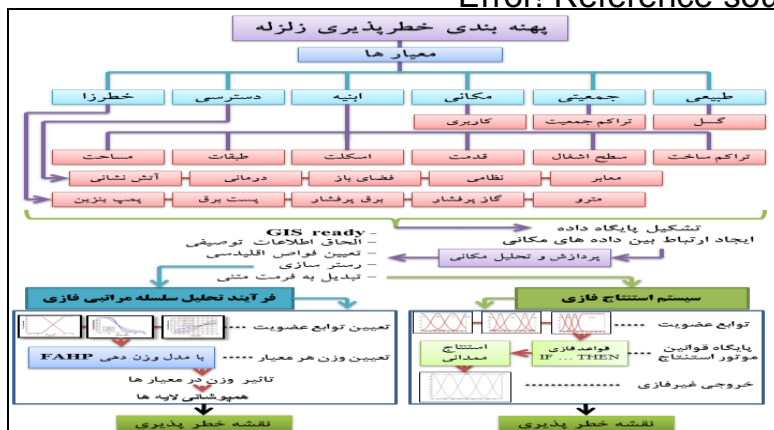 Error! Reference sou
پهنه بندی خطرپذیری زلزله
معیار ها
طبیعی جمعیتی مکانی ابنیه دسترسی خطرزا
گسل تراکم جمعیت کاربری
تراکم ساخت سطح اشغال قدمت اسکلت طبقات مساحت
معابر نظامی فضای باز درمانی آتش نشانی
مترو گاز پرفشار برق پرفشار پست برق پمپ بنزین
تشکیل پایگاه داده
ایجاد ارتباط بین داده های مکانی
پردازش و تحلیل مکانی
- GIS ready
- الحاق اطلاعات توصیفی
- تعیین فواص اقلیدسی
- رستر سازی
- تبدیل به فرمت متنی
سیستم استنتاج فازی
توابع عضویت
پایگاه قوانین
موتور استنتاج
قواعدفازی
IF ... THEN
استنتاج
ممدانی
خروجی غیرفازی
نقشه خطر پذیری
فرآیند تحلیل سلسله مراتبی فازی
تعیین توابع عضویت
تعیین وزن هر معیار
با مدل وزن دهی FAHP
تاثیر وزن در معیار ها
همپوشانی لایه ها
نقشه خطر پذیری